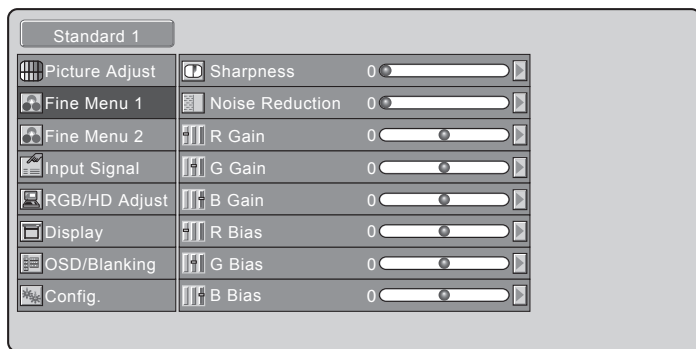 Standard 1
Picture Adjust Sharpness 0
Fine Menu 1 Noise Reduction 0
Fine Menu 2 R Gain 0
Input Signal G Gain 0
RGB/HD Adjust B Gain 0
Display R Bias 0
OSD/Blanking G Bias 0
Config. B Bias 0